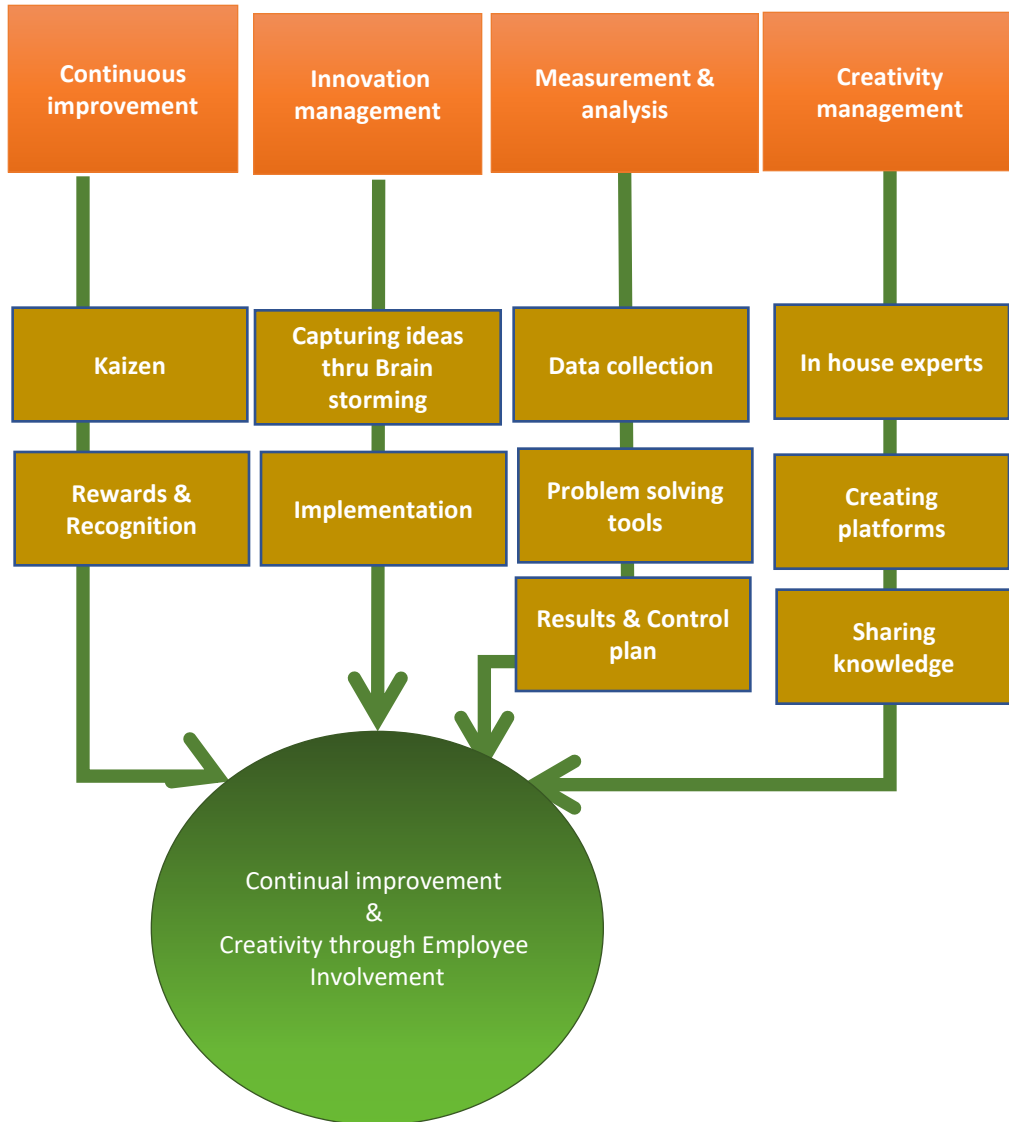 Continuous
improvement
Innovation
management
Measurement &
analysis
Creativity
management
Kaizen
Capturing ideas
thru Brain
storming
Data collection
In house experts
Rewards &
Recognition
Implementation
Problem solving
tools
Creating
platforms
Results & Control
plan
Sharing
knowledge
Continual improvement
&
Creativity through Employee
Involvement